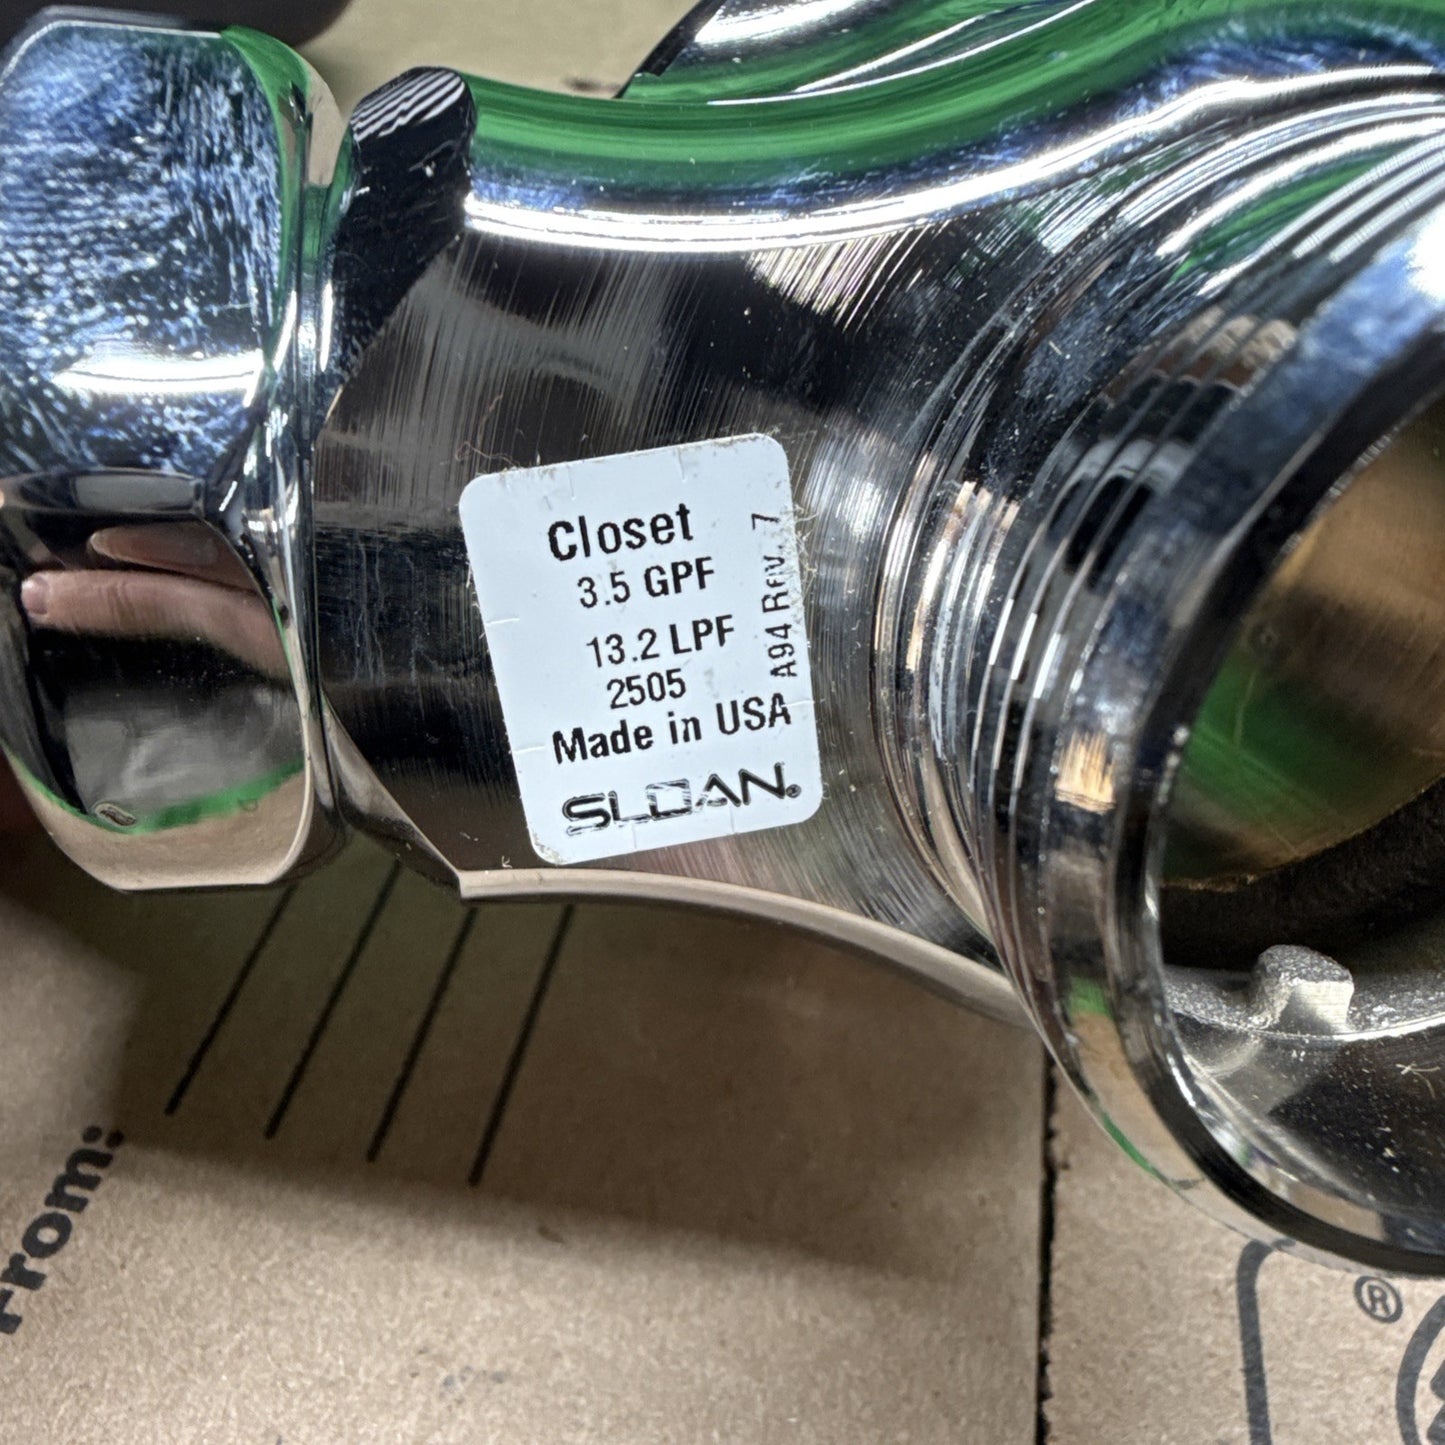 Closet
3.5 GPF
13.2 LPF
2505
Made in USA
SLOAN®
A94 Rev. 7
From:
®